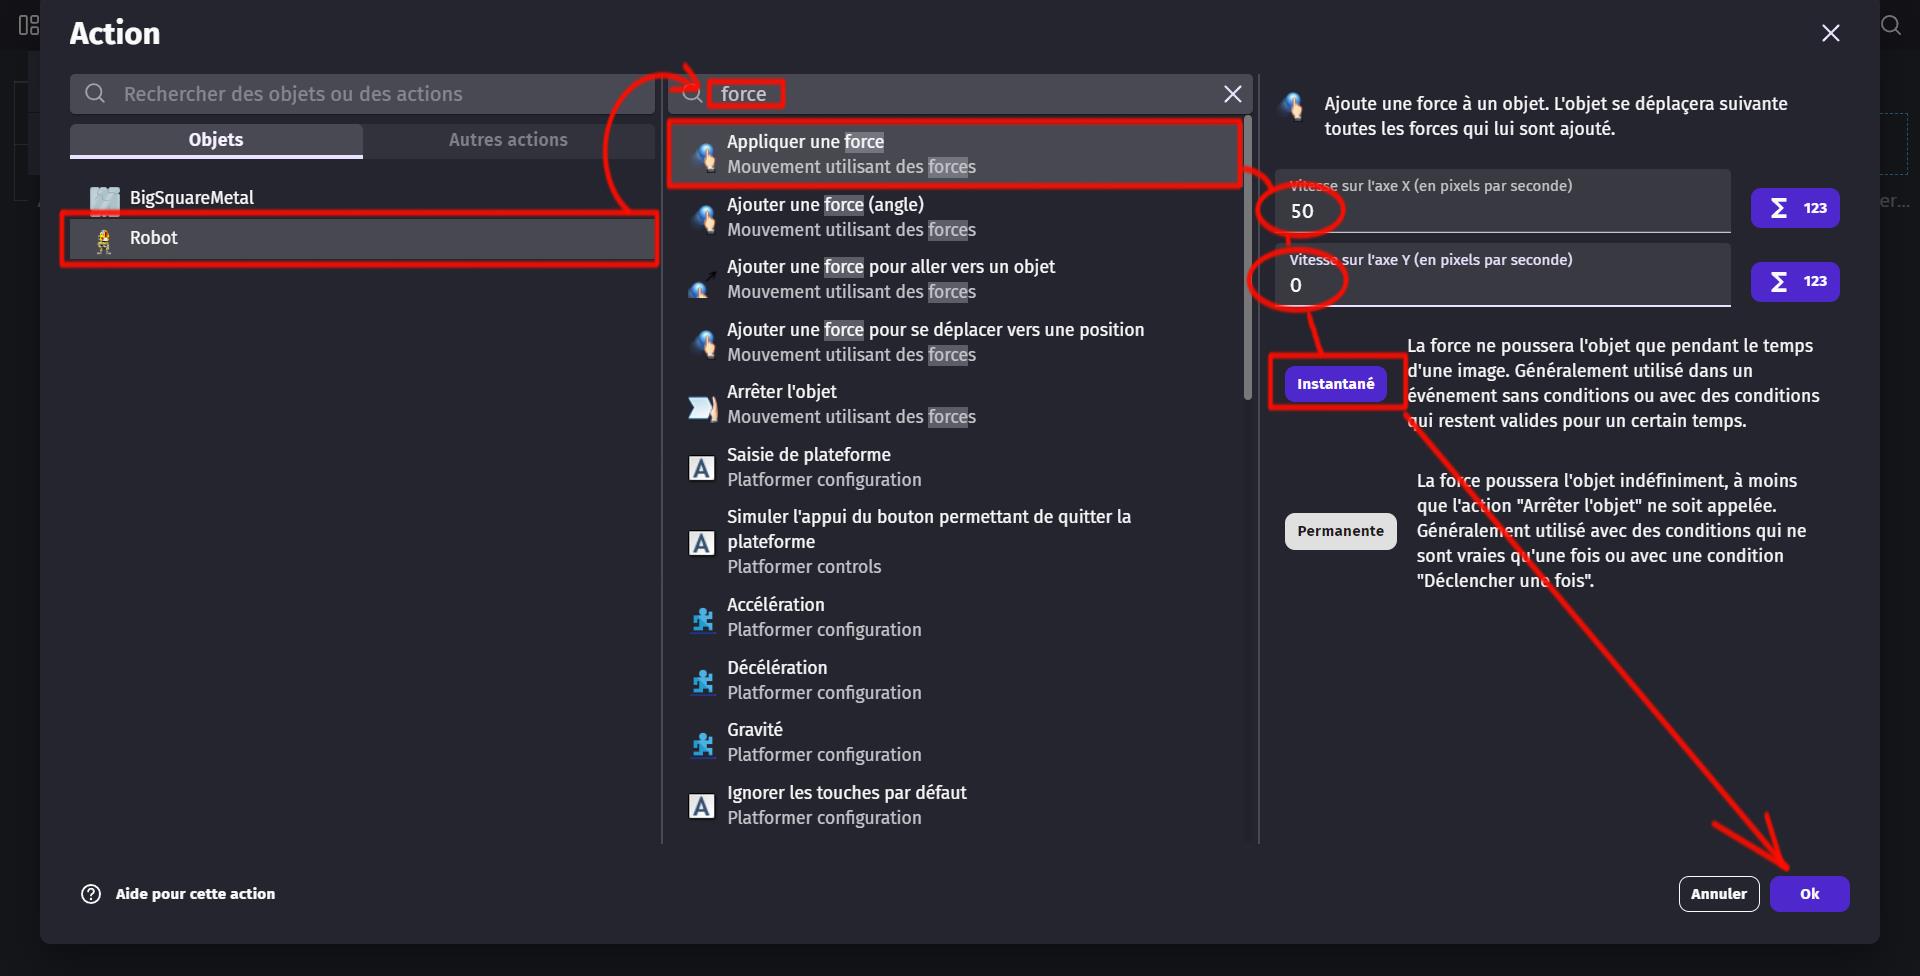 Action
Rechercher des objets ou des actions
Objets
Autres actions
BigSquareMetal
Robot
force
Appliquer une force
Mouvement utilisant des forces
Ajouter une force (angle)
Mouvement utilisant des forces
Ajouter une force pour aller vers un objet
Mouvement utilisant des forces
Ajouter une force pour se déplacer vers une position
Mouvement utilisant des forces
Arrêter l'objet
Mouvement utilisant des forces
A
Saisie de plateforme
Platformer configuration
A
Simuler l'appui du bouton permettant de quitter la
plateforme
Platformer controls
Accélération
Platformer configuration
Décélération
Platformer configuration
Gravité
Platformer configuration
A
Ignorer les touches par défaut
Platformer configuration
Ajoute une force à un objet. L'objet se déplaçera suivante
toutes les forces qui lui sont ajouté.
Vitesse sur l'axe X (en pixels par seconde)
50
Σ 123
Vitesse sur l'axe Y (en pixels par seconde)
0
Σ 123
Instantané
La force ne poussera l'objet que pendant le temps
d'une image. Généralement utilisé dans un
événement sans conditions ou avec des conditions
qui restent valides pour un certain temps.
Permanente
La force poussera l'objet indéfiniment, à moins
que l'action "Arrêter l'objet" ne soit appelée.
Généralement utilisé avec des conditions qui ne
sont vraies qu'une fois ou avec une condition
"Déclencher une fois".
er...
? Aide pour cette action
Annuler
Ok